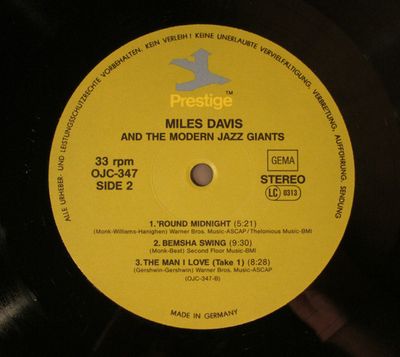 ALLE URHEBER- UND LEISTUNGSSCHUTZRECHTE VORBEHALTEN. KEIN VERLEIH! KEINE UNERLAUBTE VERVIELFÄLTIGUNG, VERMIETUNG, AUFFÜHRUNG, SENDUNG
Prestige™
MILES DAVIS
AND THE MODERN JAZZ GIANTS
33 rpm
OJC-347
SIDE 2
GEMA
STEREO
LC 0313
1.'ROUND MIDNIGHT (5:21)
(Monk-Williams-Hanighen) Warner Bros. Music-ASCAP/Thelonious Music-BMI
2. BEMSHA SWING (9:30)
(Monk-Best) Second Floor Music-BMI
3. THE MAN I LOVE (Take 1) (8:28)
(Gershwin-Gershwin) Warner Bros. Music-ASCAP
(OJC-347-B)
MADE IN GERMANY